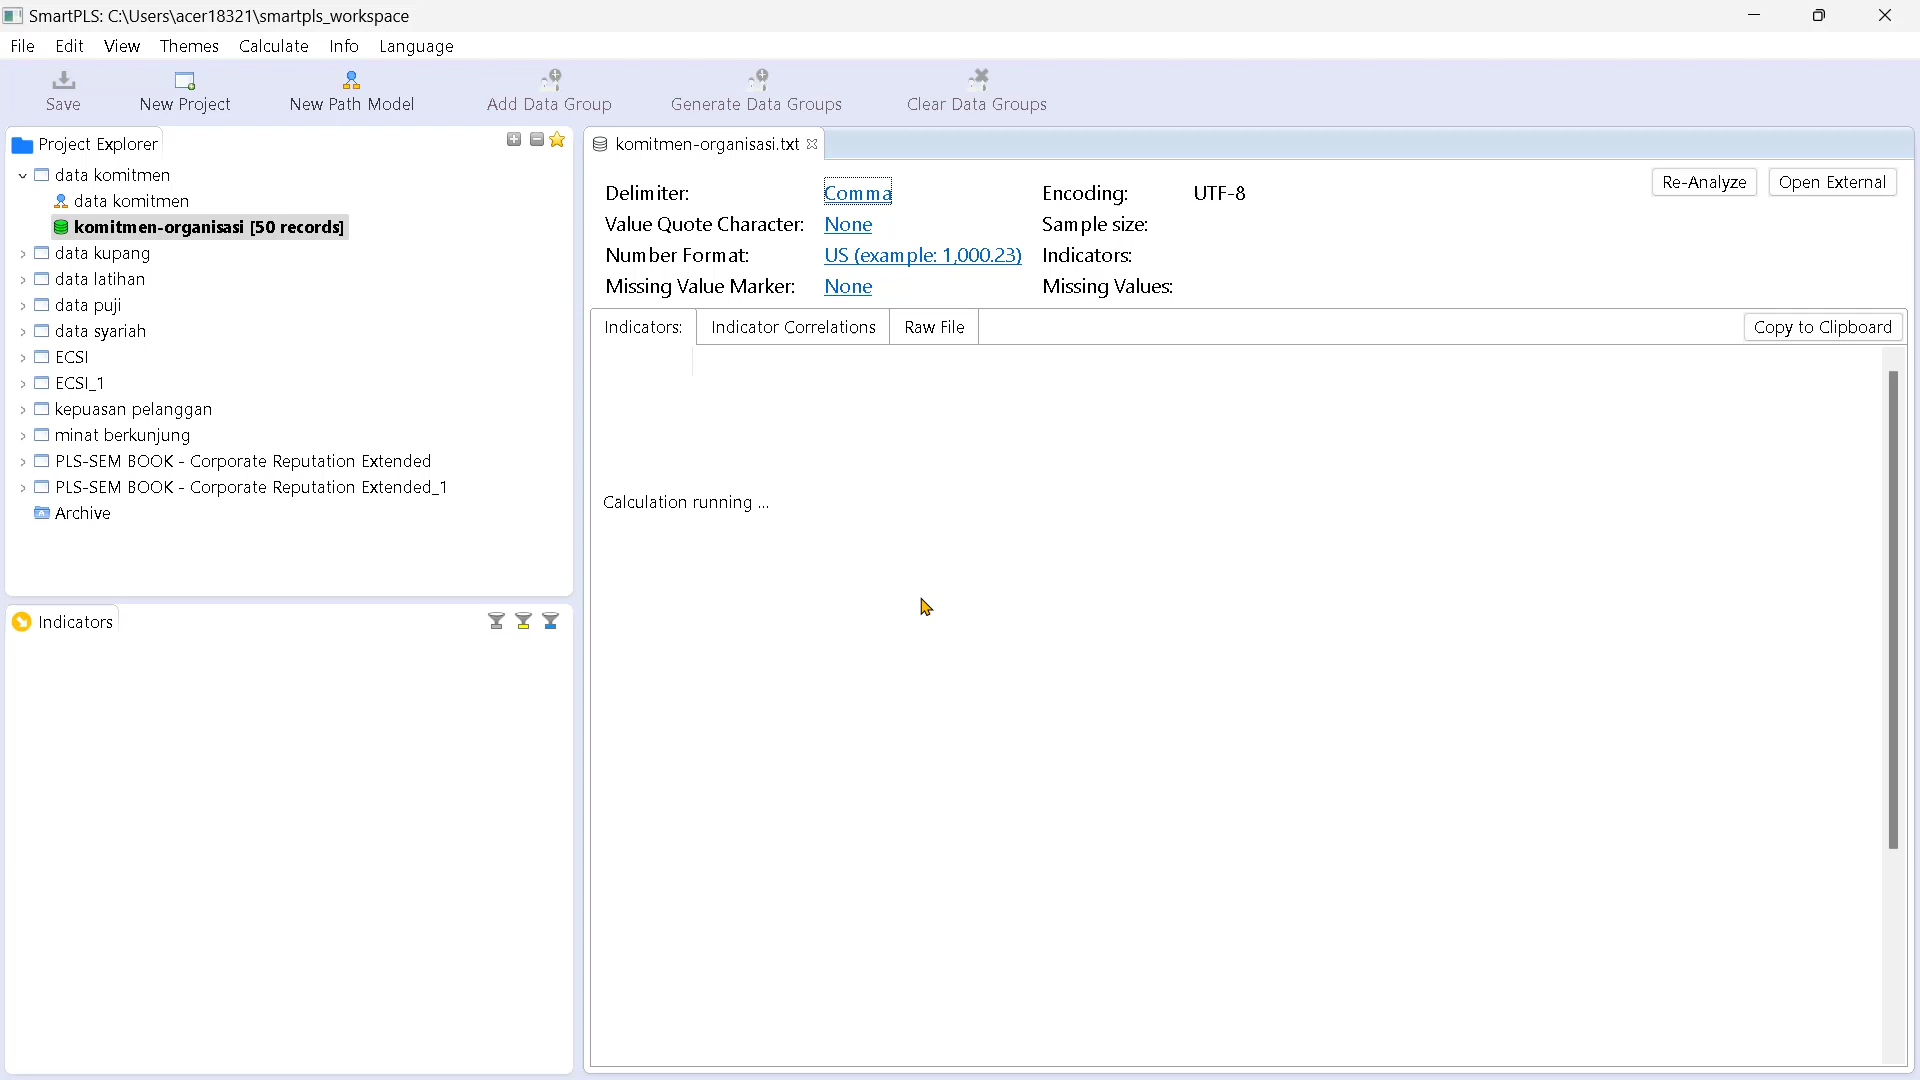 SmartPLS: C:\Users\acer18321\smartpls_workspace
File Edit View Themes Calculate Info Language
Save New Project New Path Model Add Data Group Generate Data Groups Clear Data Groups
Project Explorer
data komitmen
data komitmen
komitmen-organisasi [50 records]
data kupang
data latihan
data puji
data syariah
ECSI
ECSI_1
kepuasan pelanggan
minat berkunjung
PLS-SEM BOOK - Corporate Reputation Extended
PLS-SEM BOOK - Corporate Reputation Extended_1
Archive
Indicators
komitmen-organisasi.txt
Delimiter: Comma Encoding: UTF-8 Re-Analyze Open External
Value Quote Character: None Sample size:
Number Format: US (example: 1,000.23) Indicators:
Missing Value Marker: None Missing Values:
Indicators: Indicator Correlations Raw File Copy to Clipboard
Calculation running ...